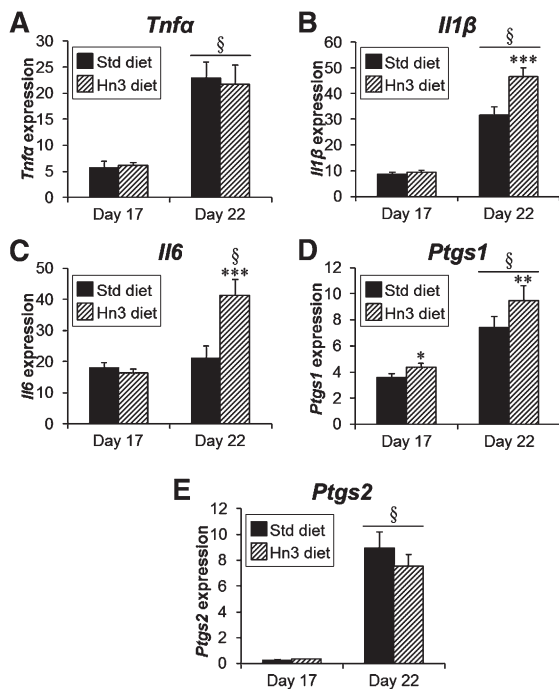 A
Tnfα
Tnfα expression
30
25
20
15
10
5
0
Std diet
Hn3 diet
§
Day 17
Day 22
B
Il1β
Il1β expression
60
50
40
30
20
10
0
Std diet
Hn3 diet
§
***
Day 17
Day 22
C
Il6
Il6 expression
50
40
30
20
10
0
Std diet
Hn3 diet
§
***
Day 17
Day 22
D
Ptgs1
Ptgs1 expression
12
10
8
6
4
2
0
Std diet
Hn3 diet
*
§
**
Day 17
Day 22
E
Ptgs2
Ptgs2 expression
12
10
8
6
4
2
0
Std diet
Hn3 diet
§
Day 17
Day 22